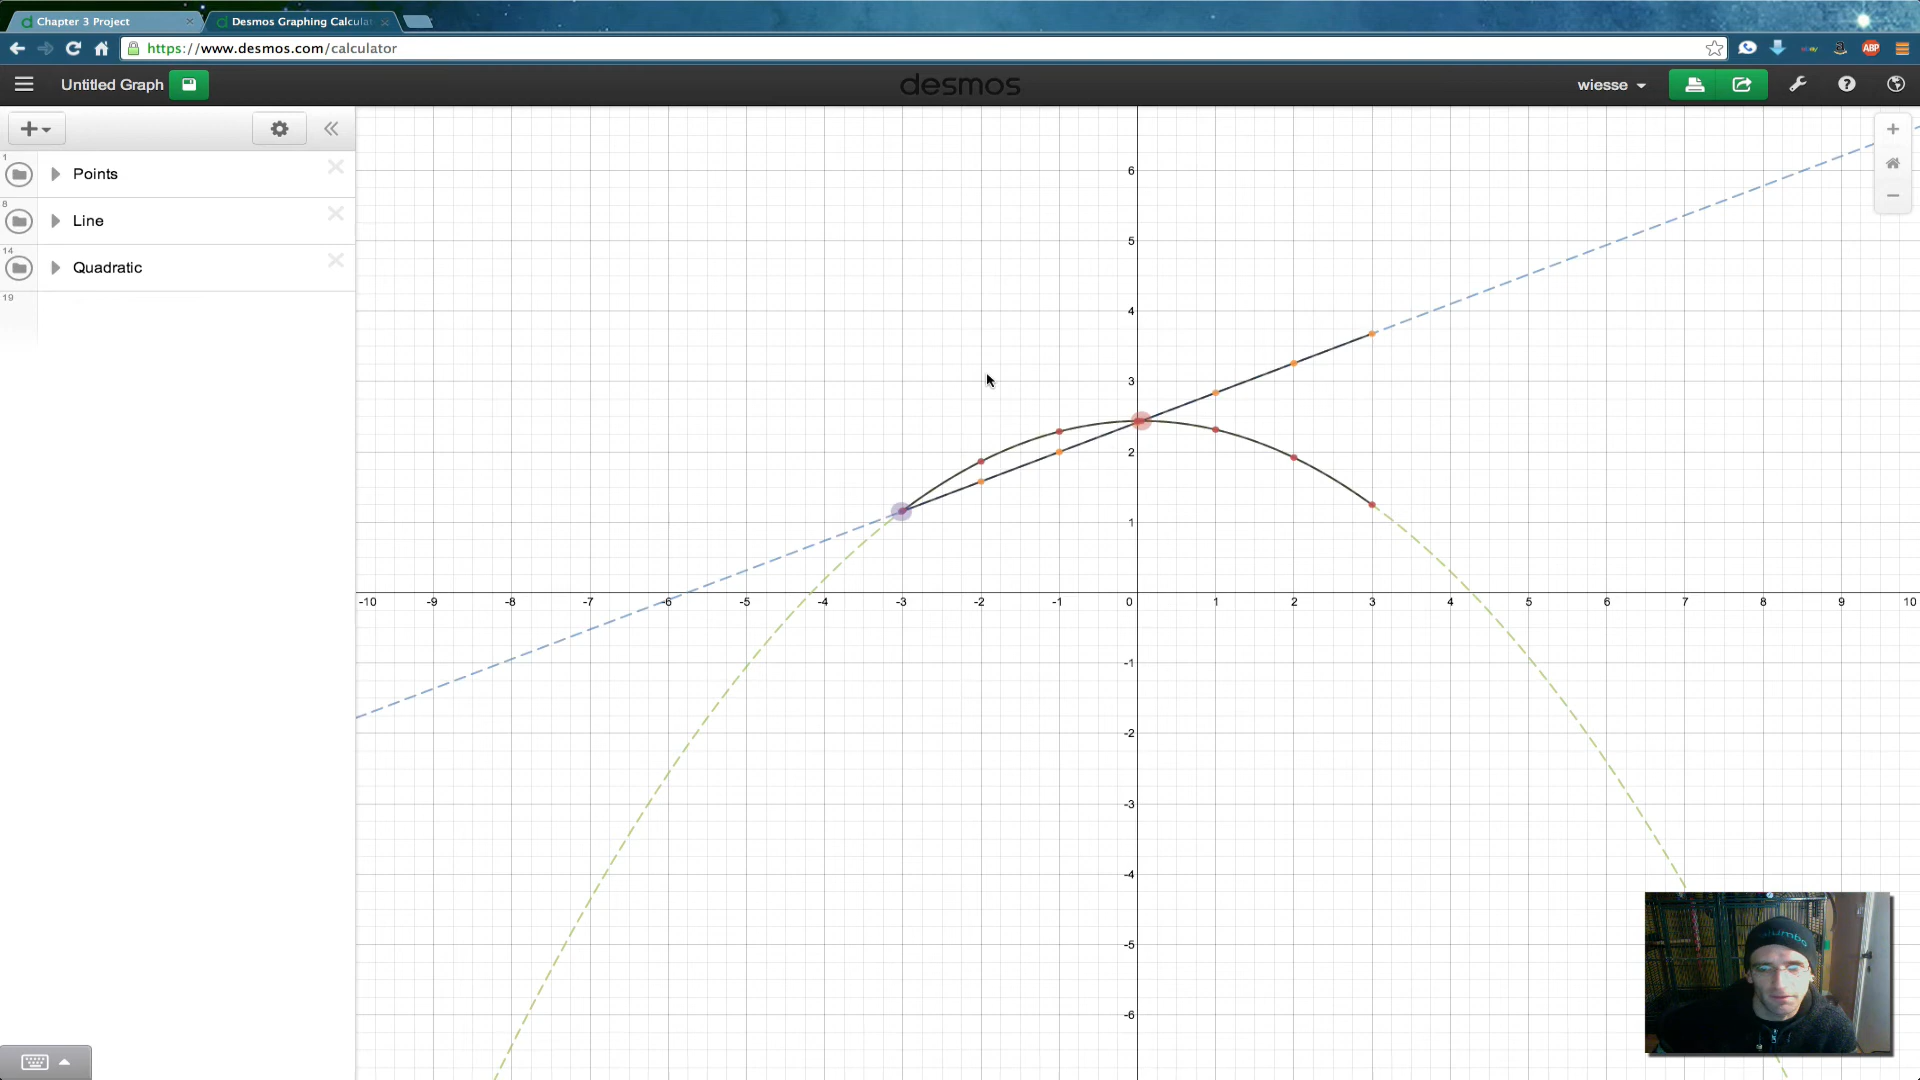 Chapter 3 Project
Desmos Graphing Calculat
https://www.desmos.com/calculator
ebay
ABP
Untitled Graph
desmos
wiesse
1
Points
8
Line
14
Quadratic
19
6
5
4
3
2
1
-10 -9 -8 -7 -6 -5 -4 -3 -2 -1 0 1 2 3 4 5 6 7 8 9 10
-1
-2
-3
-4
-5
-6